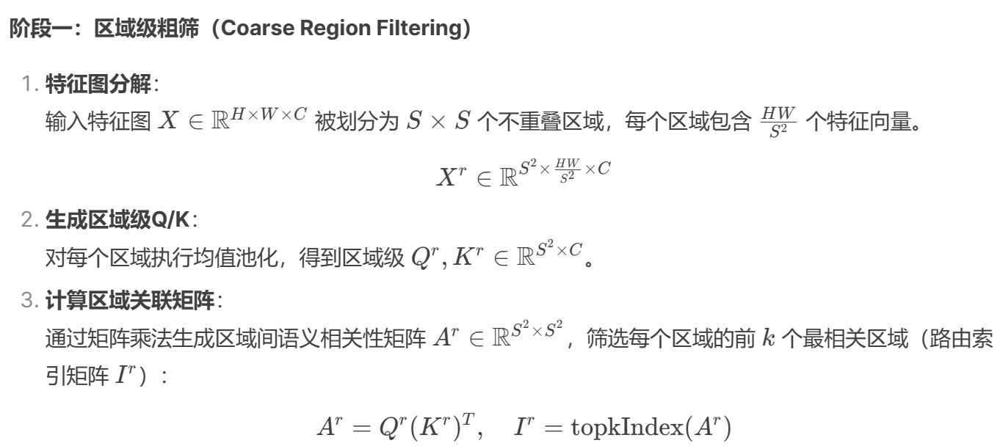 阶段一：区域级粗筛（Coarse Region Filtering）
1. 特征图分解：
输入特征图 $X \in \mathbb{R}^{H \times W \times C}$ 被划分为 $S \times S$ 个不重叠区域，每个区域包含 $\frac{HW}{S^2}$ 个特征向量。
$X^r \in \mathbb{R}^{S^2 \times \frac{HW}{S^2} \times C}$
2. 生成区域级Q/K：
对每个区域执行均值池化，得到区域级 $Q^r, K^r \in \mathbb{R}^{S^2 \times C}$。
3. 计算区域关联矩阵：
通过矩阵乘法生成区域间语义相关性矩阵 $A^r \in \mathbb{R}^{S^2 \times S^2}$，筛选每个区域的前 $k$ 个最相关区域（路由索
引矩阵 $I^r$）：
$A^r = Q^r(K^r)^T, \quad I^r = \text{topkIndex}(A^r)$